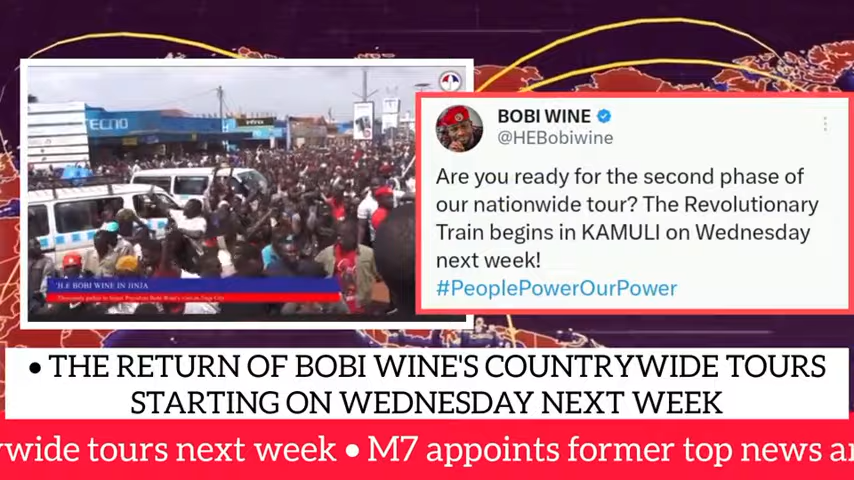 TECNO
'H.E BOBI WINE IN JINJA
BOBI WINE
@HEBobiwine
Are you ready for the second phase of
our nationwide tour? The Revolutionary
Train begins in KAMULI on Wednesday
next week!
#PeoplePowerOurPower
• THE RETURN OF BOBI WINE'S COUNTRYWIDE TOURS
STARTING ON WEDNESDAY NEXT WEEK
ywide tours next week • M7 appoints former top news a